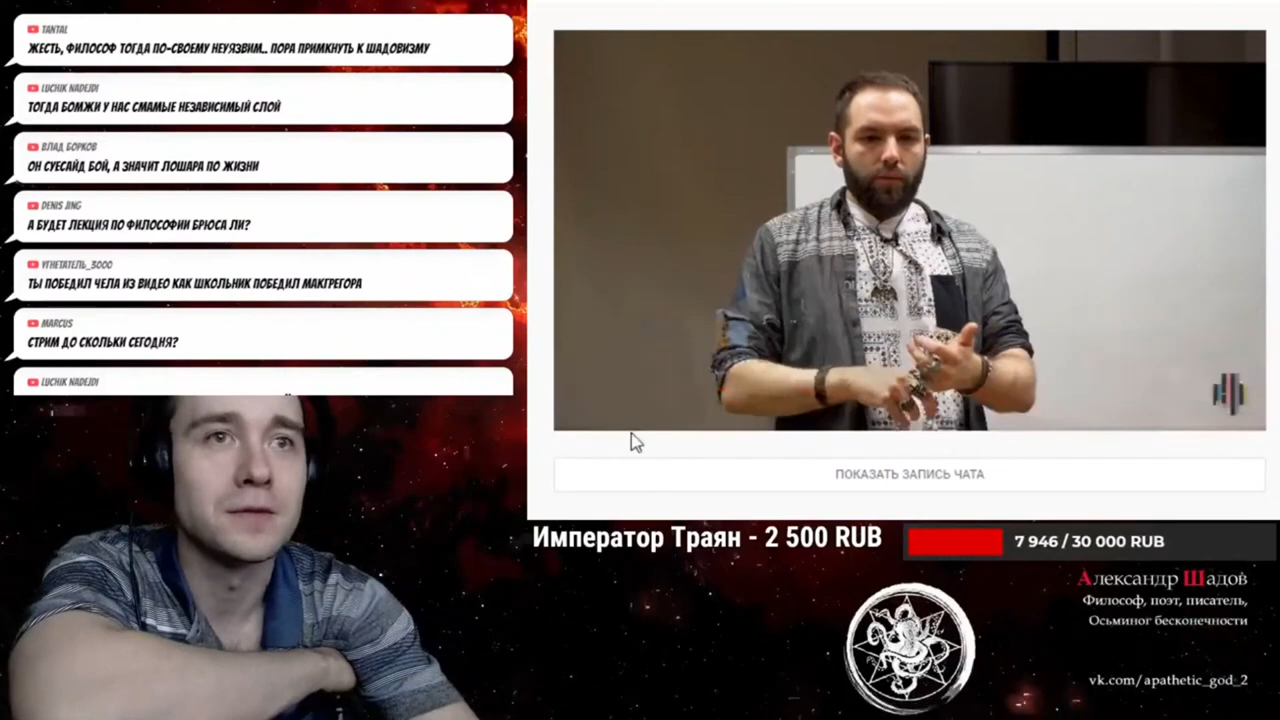 TANTAL
ЖЕСТЬ, ФИЛОСОФ ТОГДА ПО-СВОЕМУ НЕУЯЗВИМ.. ПОРА ПРИМКНУТЬ К ШАДОВИЗМУ
LUCHIK NADEJDI
ТОГДА БОМЖИ У НАС СМАМЫЕ НЕЗАВИСИМЫЙ СЛОЙ
ВЛАД БОРКОВ
ОН СУЕСАЙД БОЙ, А ЗНАЧИТ ЛОШАРА ПО ЖИЗНИ
DENIS JING
А БУДЕТ ЛЕКЦИЯ ПО ФИЛОСОФИИ БРЮСА ЛИ?
УГНЕТАТЕЛЬ_3000
ТЫ ПОБЕДИЛ ЧЕЛА ИЗ ВИДЕО КАК ШКОЛЬНИК ПОБЕДИЛ МАКГРЕГОРА
MARCUS
СТРИМ ДО СКОЛЬКИ СЕГОДНЯ?
LUCHIK NADEJDI
ПОКАЗАТЬ ЗАПИСЬ ЧАТА
Император Траян - 2 500 RUB
7 946 / 30 000 RUB
Александр Шадов
Философ, поэт, писатель,
Осьминог бесконечности
vk.com/apathetic_god_2